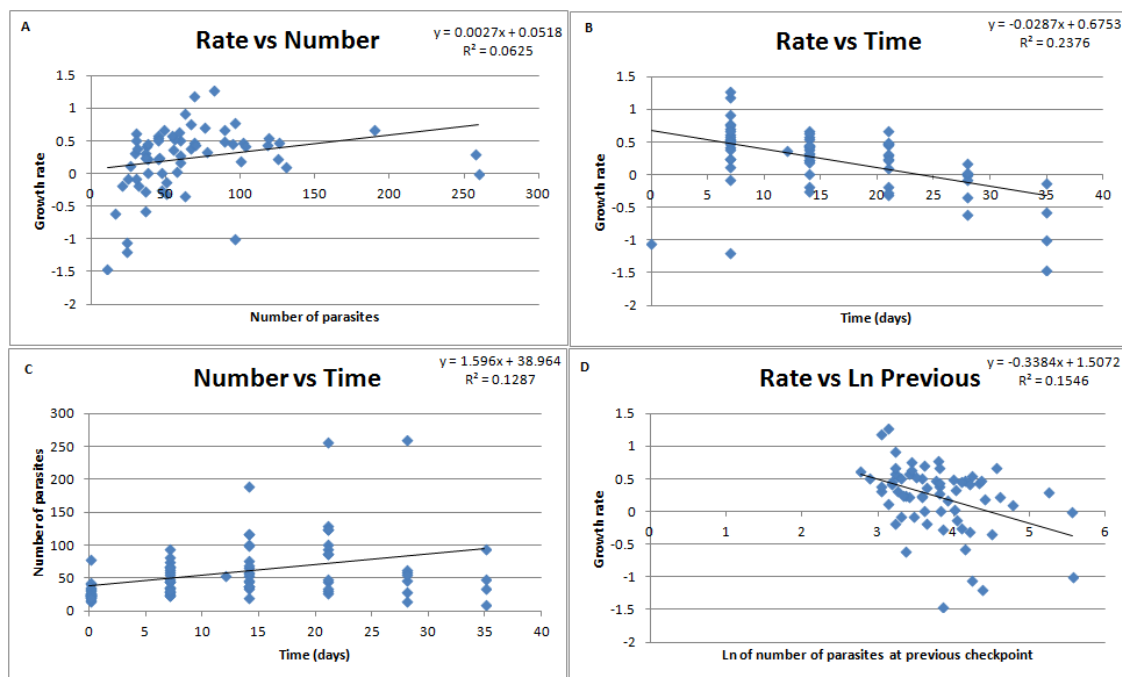 A
Rate vs Number
y = 0.0027x + 0.0518
R² = 0.0625
1.5
1
0.5
0
-0.5
-1
-1.5
-2
0 50 100 150 200 250 300
Growth rate
Number of parasites
B
Rate vs Time
y = -0.0287x + 0.6753
R² = 0.2376
1.5
1
0.5
0
-0.5
-1
-1.5
-2
0 5 10 15 20 25 30 35 40
Growth rate
Time (days)
C
Number vs Time
y = 1.596x + 38.964
R² = 0.1287
300
250
200
150
100
50
0
0 5 10 15 20 25 30 35 40
Number of parasites
Time (days)
D
Rate vs Ln Previous
y = -0.3384x + 1.5072
R² = 0.1546
1.5
1
0.5
0
-0.5
-1
-1.5
-2
0 1 2 3 4 5 6
Growth rate
Ln of number of parasites at previous checkpoint